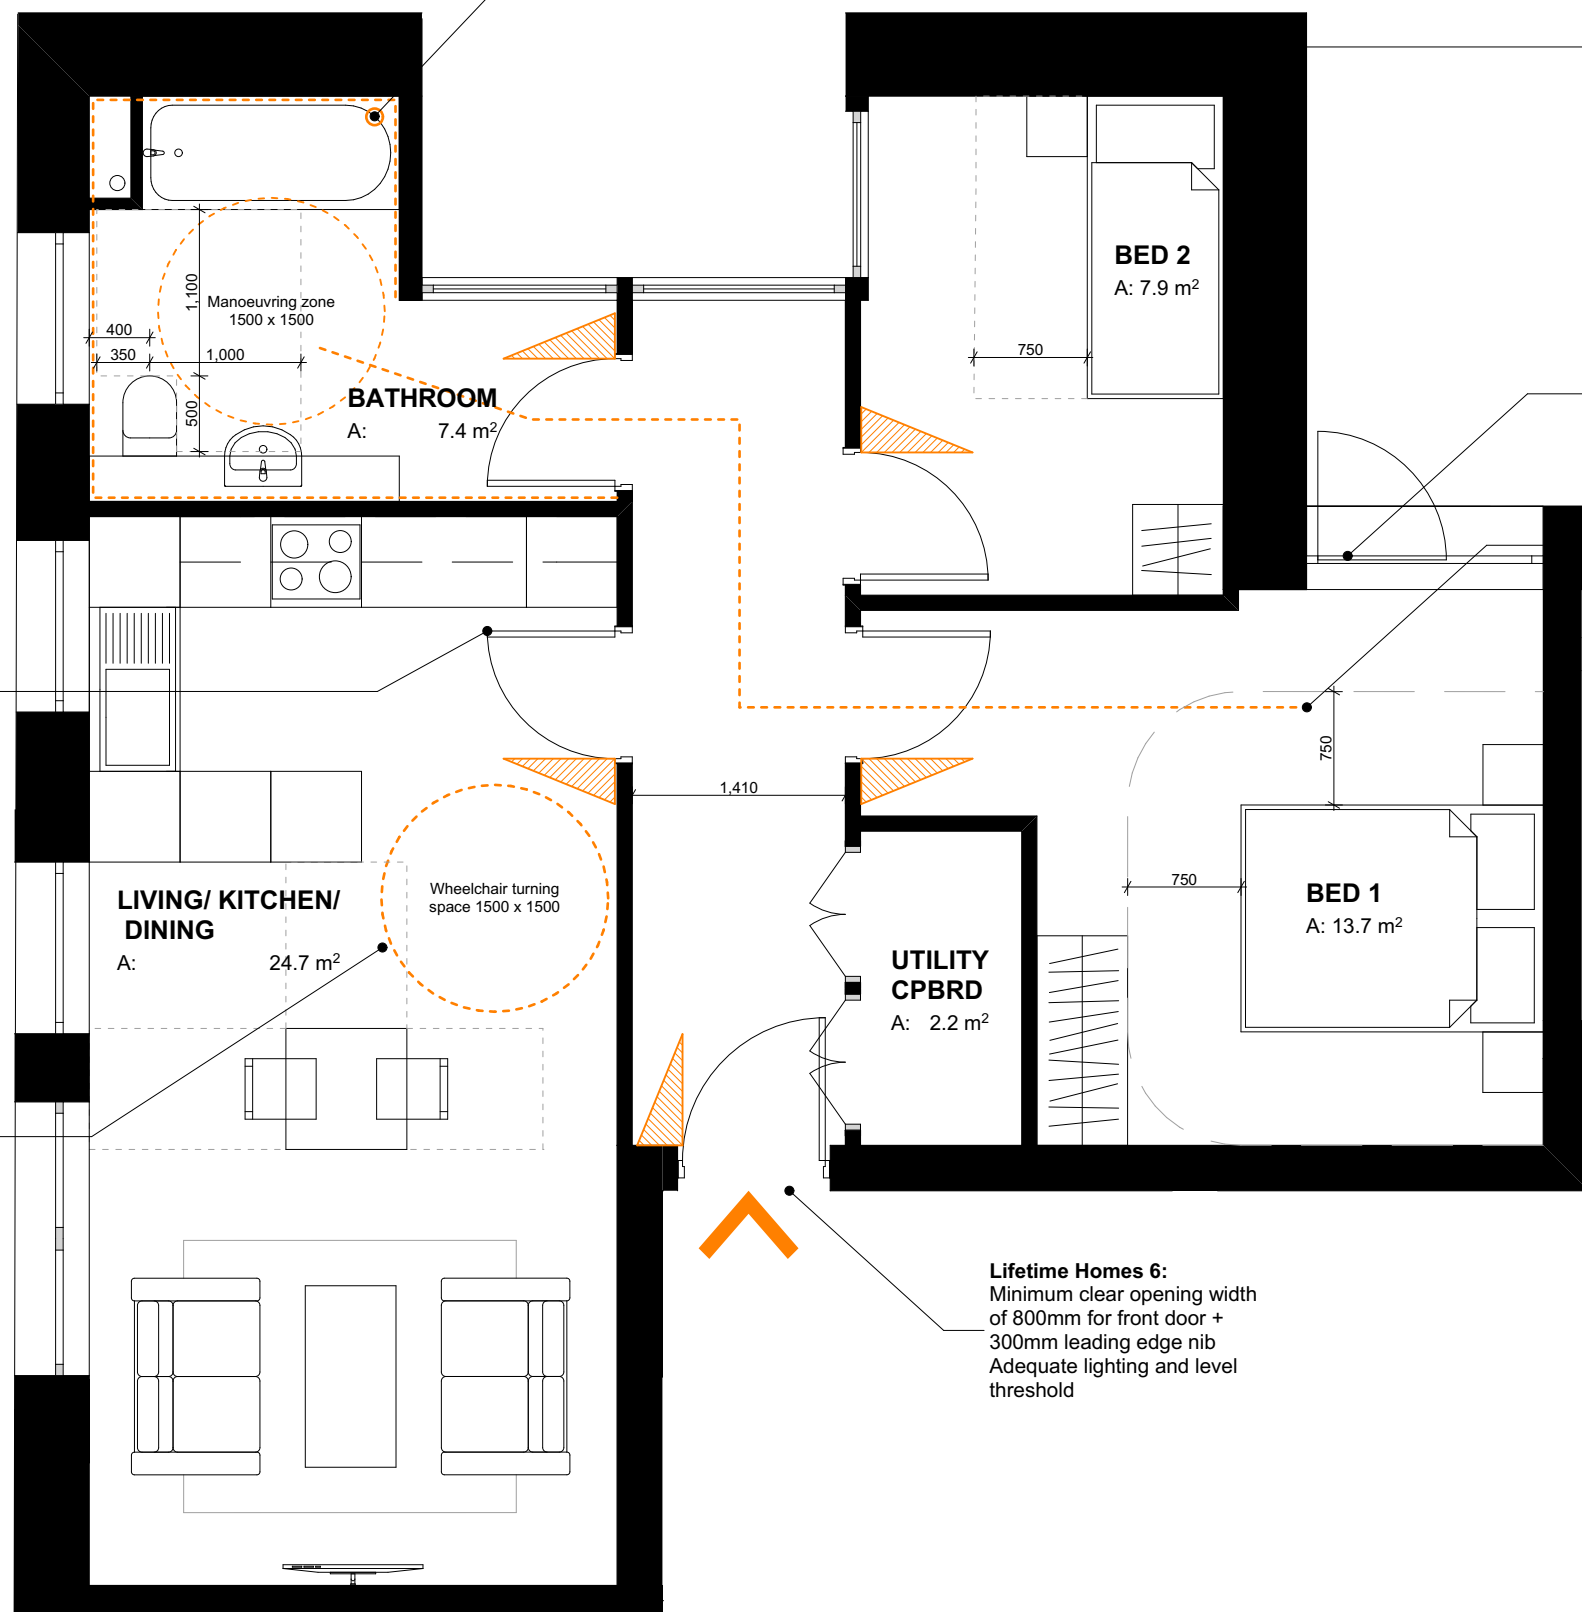 BED 2
A: 7.9 m²
1,100
Manoeuvring zone
1500 x 1500
400
350
1,000
750
BATHROOM
A: 7.4 m²
500
750
1,410
LIVING/ KITCHEN/
DINING
A: 24.7 m²
Wheelchair turning
space 1500 x 1500
750
BED 1
A: 13.7 m²
UTILITY
CPBRD
A: 2.2 m²
Lifetime Homes 6:
Minimum clear opening width
of 800mm for front door +
300mm leading edge nib
Adequate lighting and level
threshold